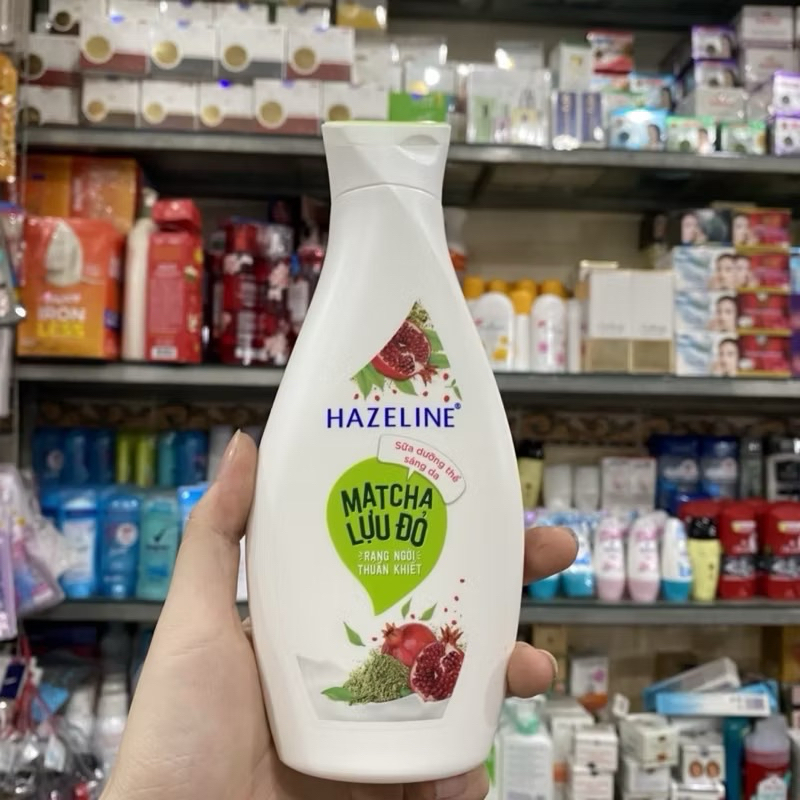 HAZELINE®
Sữa dưỡng thể
sáng da
MATCHA
LỰU ĐỎ
RẠNG NGỜI
THUẦN KHIẾT
IRON
LESS